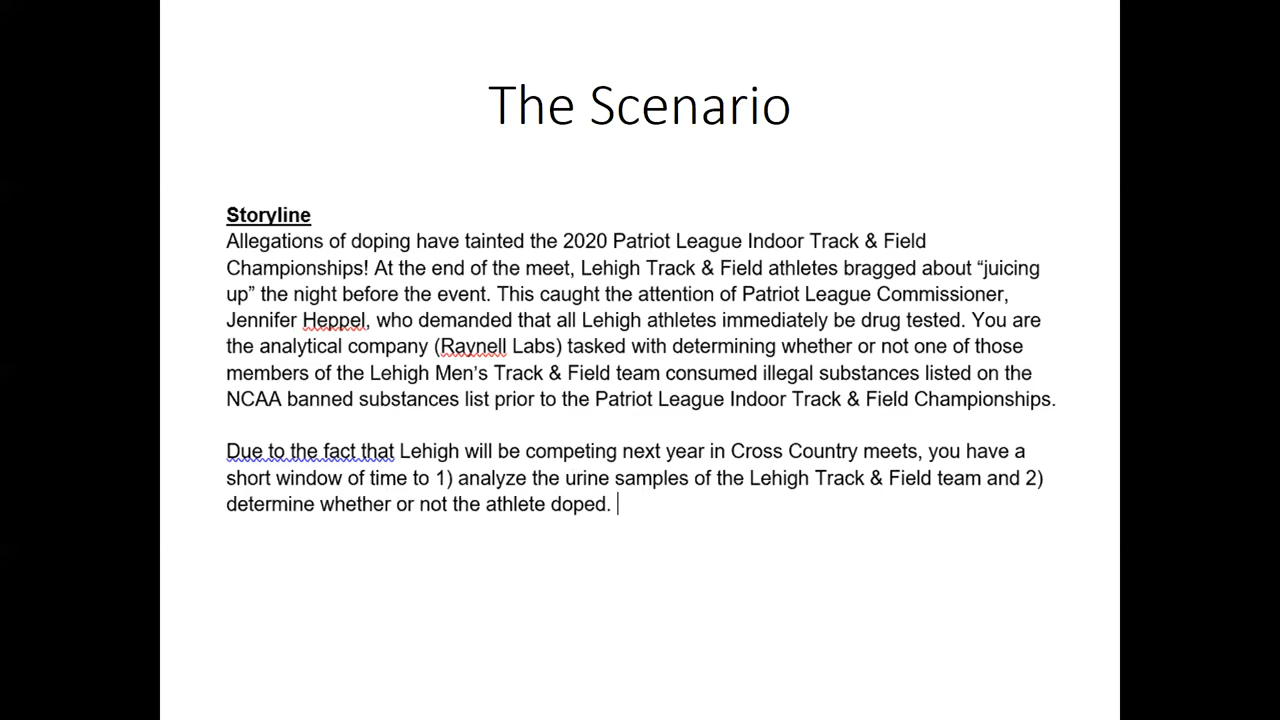 The Scenario
Storyline
Allegations of doping have tainted the 2020 Patriot League Indoor Track & Field
Championships! At the end of the meet, Lehigh Track & Field athletes bragged about “juicing
up” the night before the event. This caught the attention of Patriot League Commissioner,
Jennifer Heppel, who demanded that all Lehigh athletes immediately be drug tested. You are
the analytical company (Raynell Labs) tasked with determining whether or not one of those
members of the Lehigh Men’s Track & Field team consumed illegal substances listed on the
NCAA banned substances list prior to the Patriot League Indoor Track & Field Championships.
Due to the fact that Lehigh will be competing next year in Cross Country meets, you have a
short window of time to 1) analyze the urine samples of the Lehigh Track & Field team and 2)
determine whether or not the athlete doped.